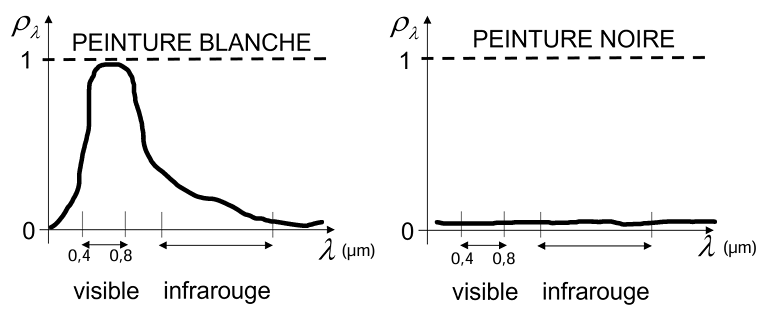 ρλ
PEINTURE BLANCHE
1
0
0,4
0,8
λ (μm)
visible
infrarouge
ρλ
PEINTURE NOIRE
1
0
0,4
0,8
λ (μm)
visible
infrarouge